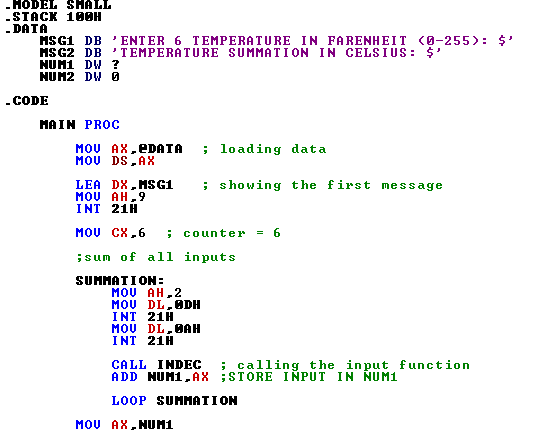 .MODEL SMALL
.STACK 100H
.DATA
MSG1 DB 'ENTER 6 TEMPERATURE IN FARENHEIT (0-255): $'
MSG2 DB 'TEMPERATURE SUMMATION IN CELSIUS: $'
NUM1 DW ?
NUM2 DW 0
.CODE
MAIN PROC
MOV AX,@DATA ; loading data
MOV DS,AX
LEA DX,MSG1 ; showing the first message
MOV AH,9
INT 21H
MOV CX,6 ; counter = 6
;sum of all inputs
SUMMATION:
MOV AH,2
MOV DL,0DH
INT 21H
MOV DL,0AH
INT 21H
CALL INDEC ; calling the input function
ADD NUM1,AX ;STORE INPUT IN NUM1
LOOP SUMMATION
MOV AX,NUM1